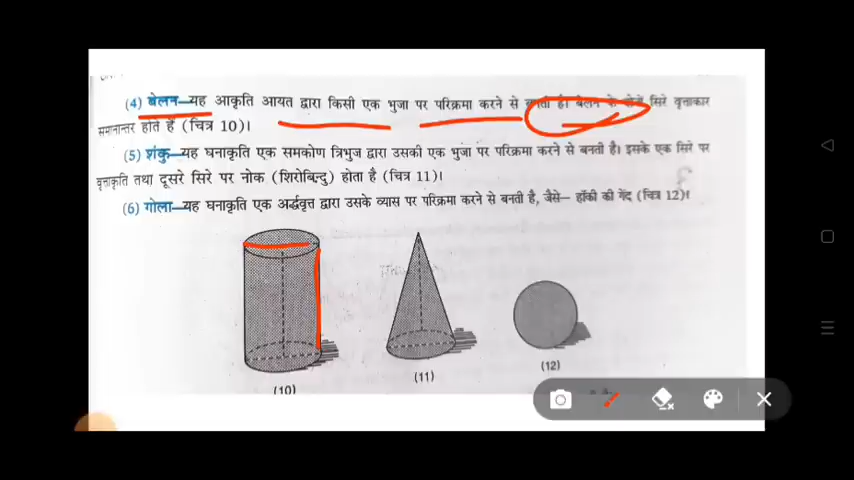 (4) बेलन—यह आकृति आयत द्वारा किसी एक भुजा पर परिक्रमा करने से बनती है। बेलन के दोनों सिरे वृत्ताकार
समानान्तर होते हैं (चित्र 10)।
(5) शंकु—यह घनाकृति एक समकोण त्रिभुज द्वारा उसकी एक भुजा पर परिक्रमा करने से बनती है। इसके एक सिरे पर
वृत्ताकृति तथा दूसरे सिरे पर नोक (शिरोबिन्दु) होता है (चित्र 11)।
(6) गोला—यह घनाकृति एक अर्द्धवृत्त द्वारा उसके व्यास पर परिक्रमा करने से बनती है, जैसे— हॉकी की गेंद (चित्र 12)।
(10) (11) (12)